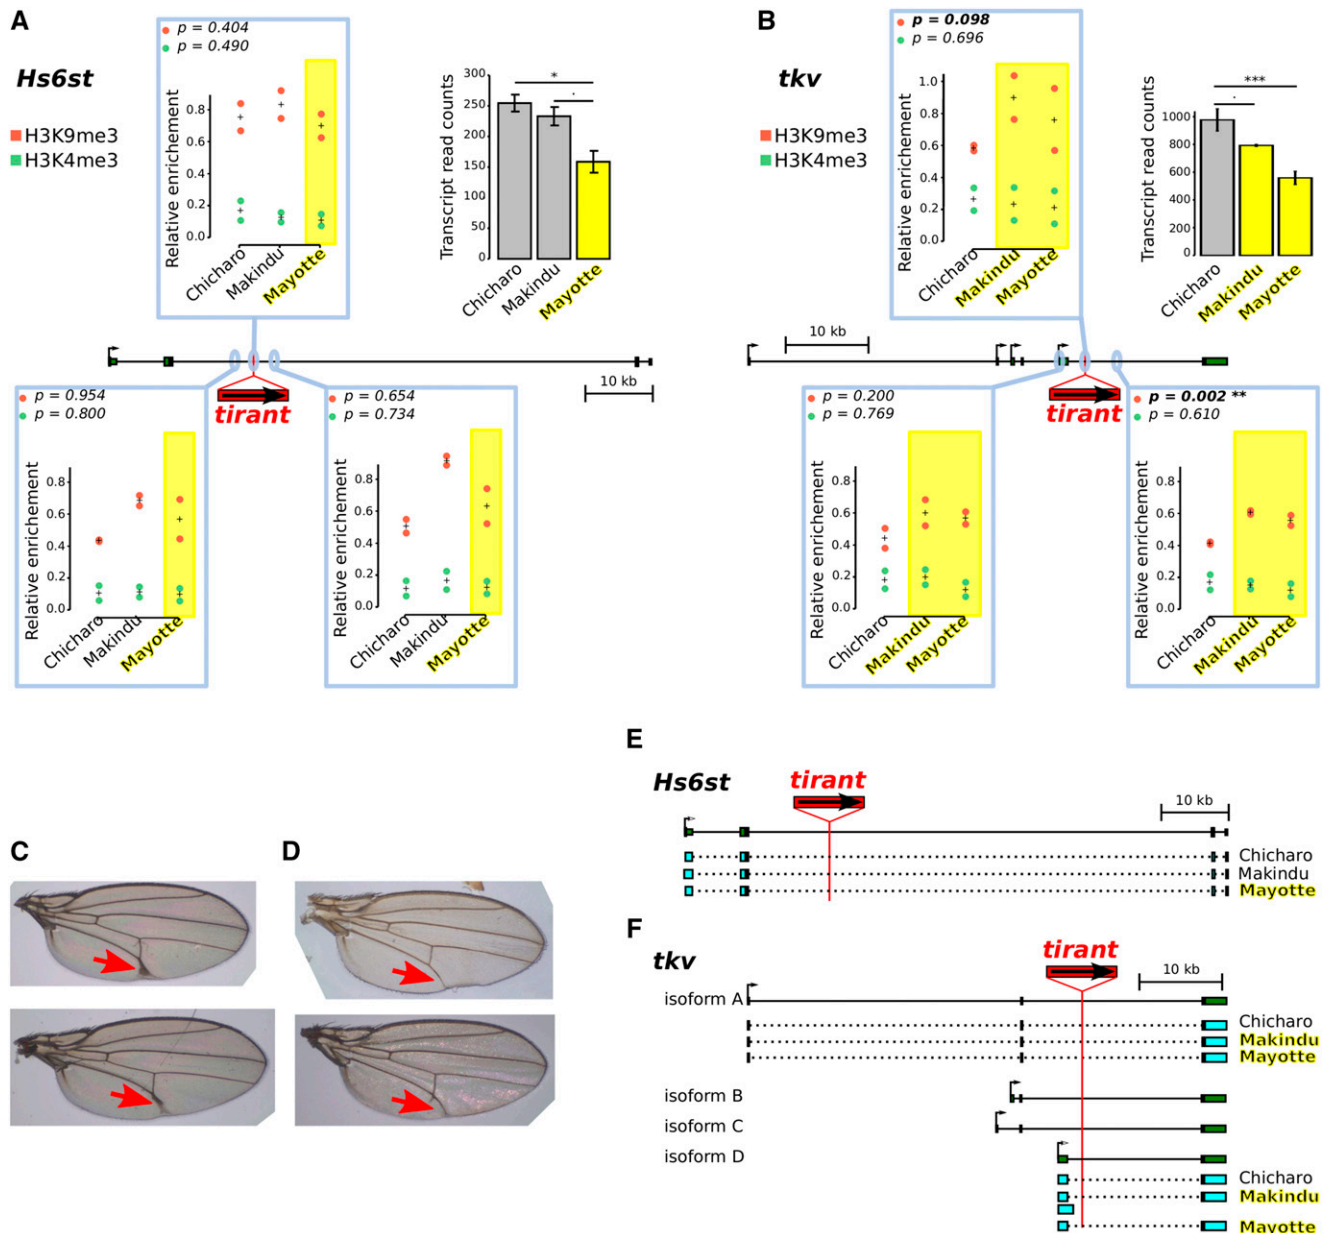 A
Hs6st
H3K9me3
H3K4me3
p = 0.404
p = 0.490
Relative enrichement
0.8
0.6
0.4
0.2
0.0
Chicharo
Makindu
Mayotte
Transcript read counts
300
250
200
150
100
50
0
*
.
Chicharo
Makindu
Mayotte
10 kb
tirant
p = 0.954
p = 0.800
Relative enrichement
0.8
0.6
0.4
0.2
0.0
Chicharo
Makindu
Mayotte
p = 0.654
p = 0.734
Relative enrichement
0.8
0.6
0.4
0.2
0.0
Chicharo
Makindu
Mayotte
B
tkv
H3K9me3
H3K4me3
p = 0.098
p = 0.696
Relative enrichement
1.0
0.8
0.6
0.4
0.2
0.0
Chicharo
Makindu
Mayotte
Transcript read counts
1000
800
600
400
200
0
***
.
Chicharo
Makindu
Mayotte
10 kb
tirant
p = 0.200
p = 0.769
Relative enrichement
0.8
0.6
0.4
0.2
0.0
Chicharo
Makindu
Mayotte
p = 0.002 **
p = 0.610
Relative enrichement
0.8
0.6
0.4
0.2
0.0
Chicharo
Makindu
Mayotte
C
D
E
Hs6st
tirant
10 kb
Chicharo
Makindu
Mayotte
F
tkv
tirant
10 kb
isoform A
Chicharo
Makindu
Mayotte
isoform B
isoform C
isoform D
Chicharo
Makindu
Mayotte